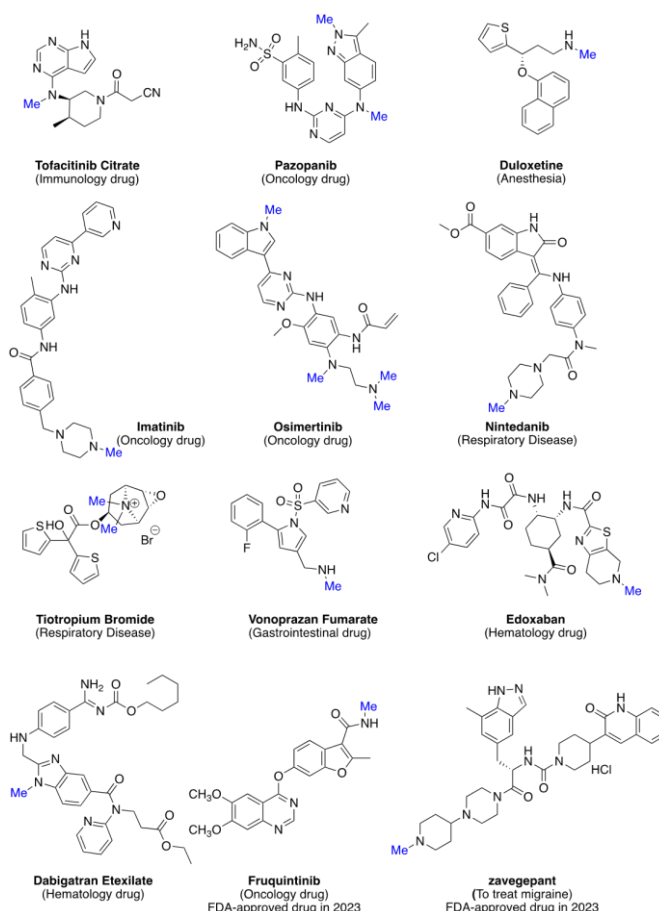 Tofacitinib Citrate
(Immunology drug)
Pazopanib
(Oncology drug)
Duloxetine
(Anesthesia)
Imatinib
(Oncology drug)
Osimertinib
(Oncology drug)
Nintedanib
(Respiratory Disease)
Tiotropium Bromide
(Respiratory Disease)
Vonoprazan Fumarate
(Gastrointestinal drug)
Edoxaban
(Hematology drug)
Dabigatran Etexilate
(Hematology drug)
Fruquintinib
(Oncology drug)
FDA-approved drug in 2023
zavegepant
(To treat migraine)
FDA-approved drug in 2023